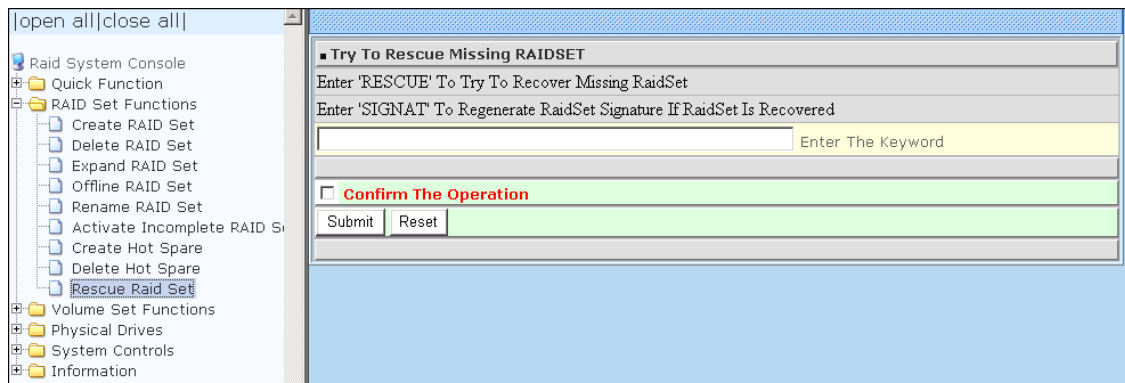 |open all|close all|
Raid System Console
Quick Function
RAID Set Functions
Create RAID Set
Delete RAID Set
Expand RAID Set
Offline RAID Set
Rename RAID Set
Activate Incomplete RAID S
Create Hot Spare
Delete Hot Spare
Rescue Raid Set
Volume Set Functions
Physical Drives
System Controls
Information
Try To Rescue Missing RAIDSET
Enter 'RESCUE' To Try To Recover Missing RaidSet
Enter 'SIGNAT' To Regenerate RaidSet Signature If RaidSet Is Recovered
Enter The Keyword
Confirm The Operation
Submit Reset